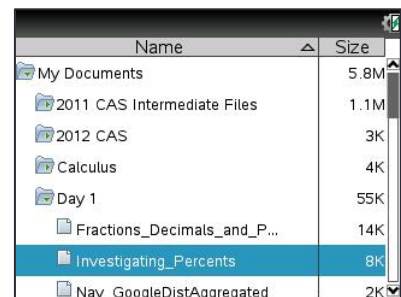 Name Size
My Documents 5.8M
2011 CAS Intermediate Files 1.1M
2012 CAS 3K
Calculus 4K
Day 1 55K
Fractions_Decimals_and_P... 14K
Investigating_Percents 8K
Nav_GoogleDistAggregated 2K